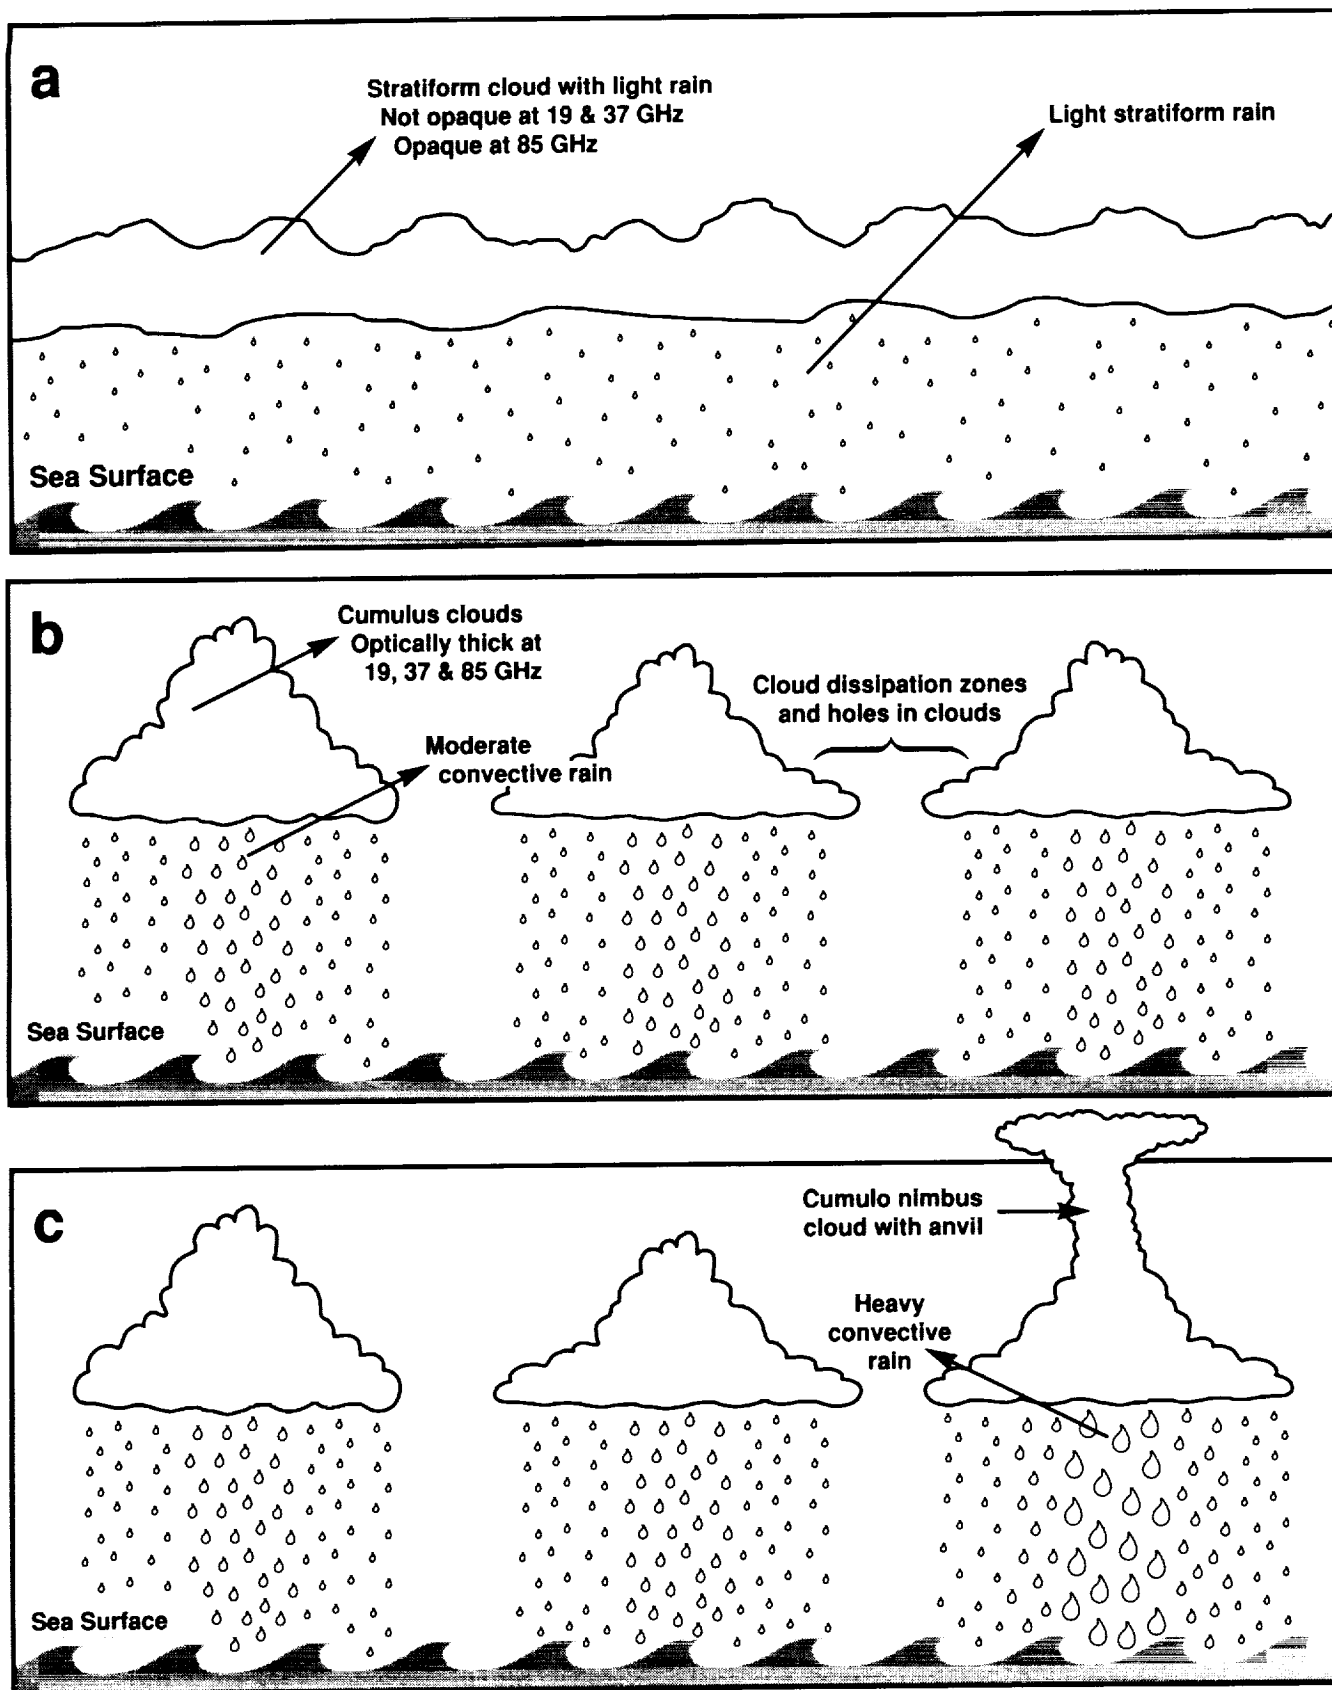 a
Stratiform cloud with light rain
Not opaque at 19 & 37 GHz
Opaque at 85 GHz
Light stratiform rain
Sea Surface
b
Cumulus clouds
Optically thick at
19, 37 & 85 GHz
Cloud dissipation zones
and holes in clouds
Moderate
convective rain
Sea Surface
c
Cumulo nimbus
cloud with anvil
Heavy
convective
rain
Sea Surface